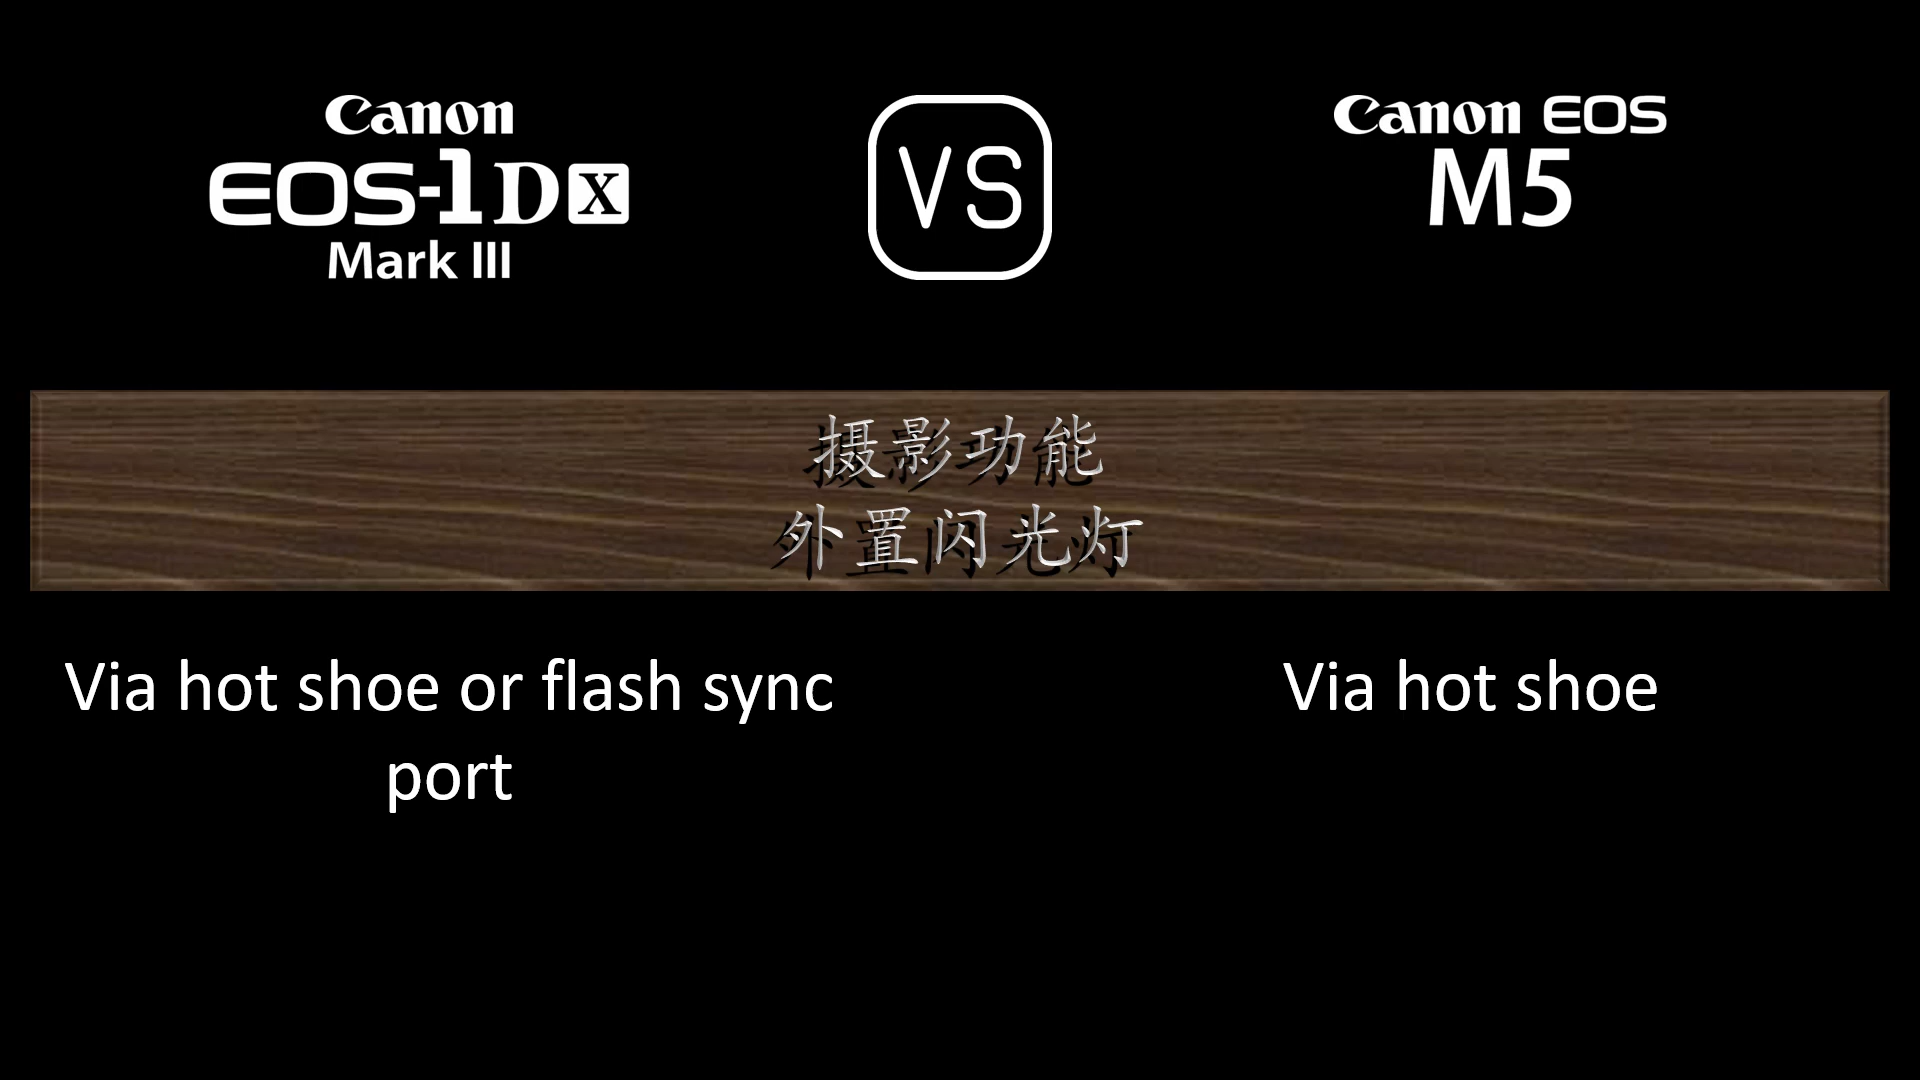 Canon
EOS-1DX
Mark III
VS
Canon EOS
M5
摄影功能
外置闪光灯
Via hot shoe or flash sync
port
Via hot shoe